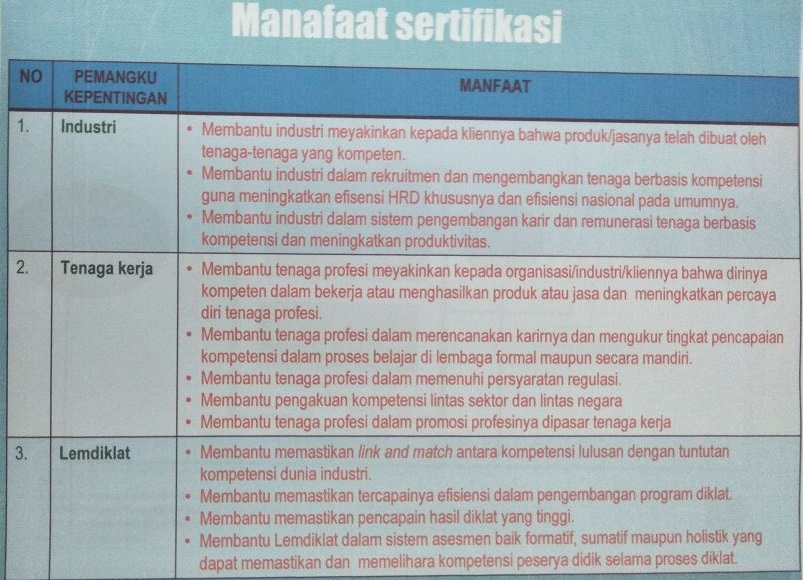 Manafaat sertifikasi
NO PEMANGKU KEPENTINGAN MANFAAT
1. Industri
• Membantu industri meyakinkan kepada kliennya bahwa produk/jasanya telah dibuat oleh
tenaga-tenaga yang kompeten.
• Membantu industri dalam rekruitmen dan mengembangkan tenaga berbasis kompetensi
guna meningkatkan efisensi HRD khususnya dan efisiensi nasional pada umumnya.
• Membantu industri dalam sistem pengembangan karir dan remunerasi tenaga berbasis
kompetensi dan meningkatkan produktivitas.
2. Tenaga kerja
• Membantu tenaga profesi meyakinkan kepada organisasi/industri/kliennya bahwa dirinya
kompeten dalam bekerja atau menghasilkan produk atau jasa dan meningkatkan percaya
diri tenaga profesi.
• Membantu tenaga profesi dalam merencanakan karirnya dan mengukur tingkat pencapaian
kompetensi dalam proses belajar di lembaga formal maupun secara mandiri.
• Membantu tenaga profesi dalam memenuhi persyaratan regulasi.
• Membantu pengakuan kompetensi lintas sektor dan lintas negara
• Membantu tenaga profesi dalam promosi profesinya dipasar tenaga kerja
3. Lemdiklat
• Membantu memastikan link and match antara kompetensi lulusan dengan tuntutan
kompetensi dunia industri.
• Membantu memastikan tercapainya efisiensi dalam pengembangan program diklat.
• Membantu memastikan pencapain hasil diklat yang tinggi.
• Membantu Lemdiklat dalam sistem asesmen baik formatif, sumatif maupun holistik yang
dapat memastikan dan memelihara kompetensi peserya didik selama proses diklat.